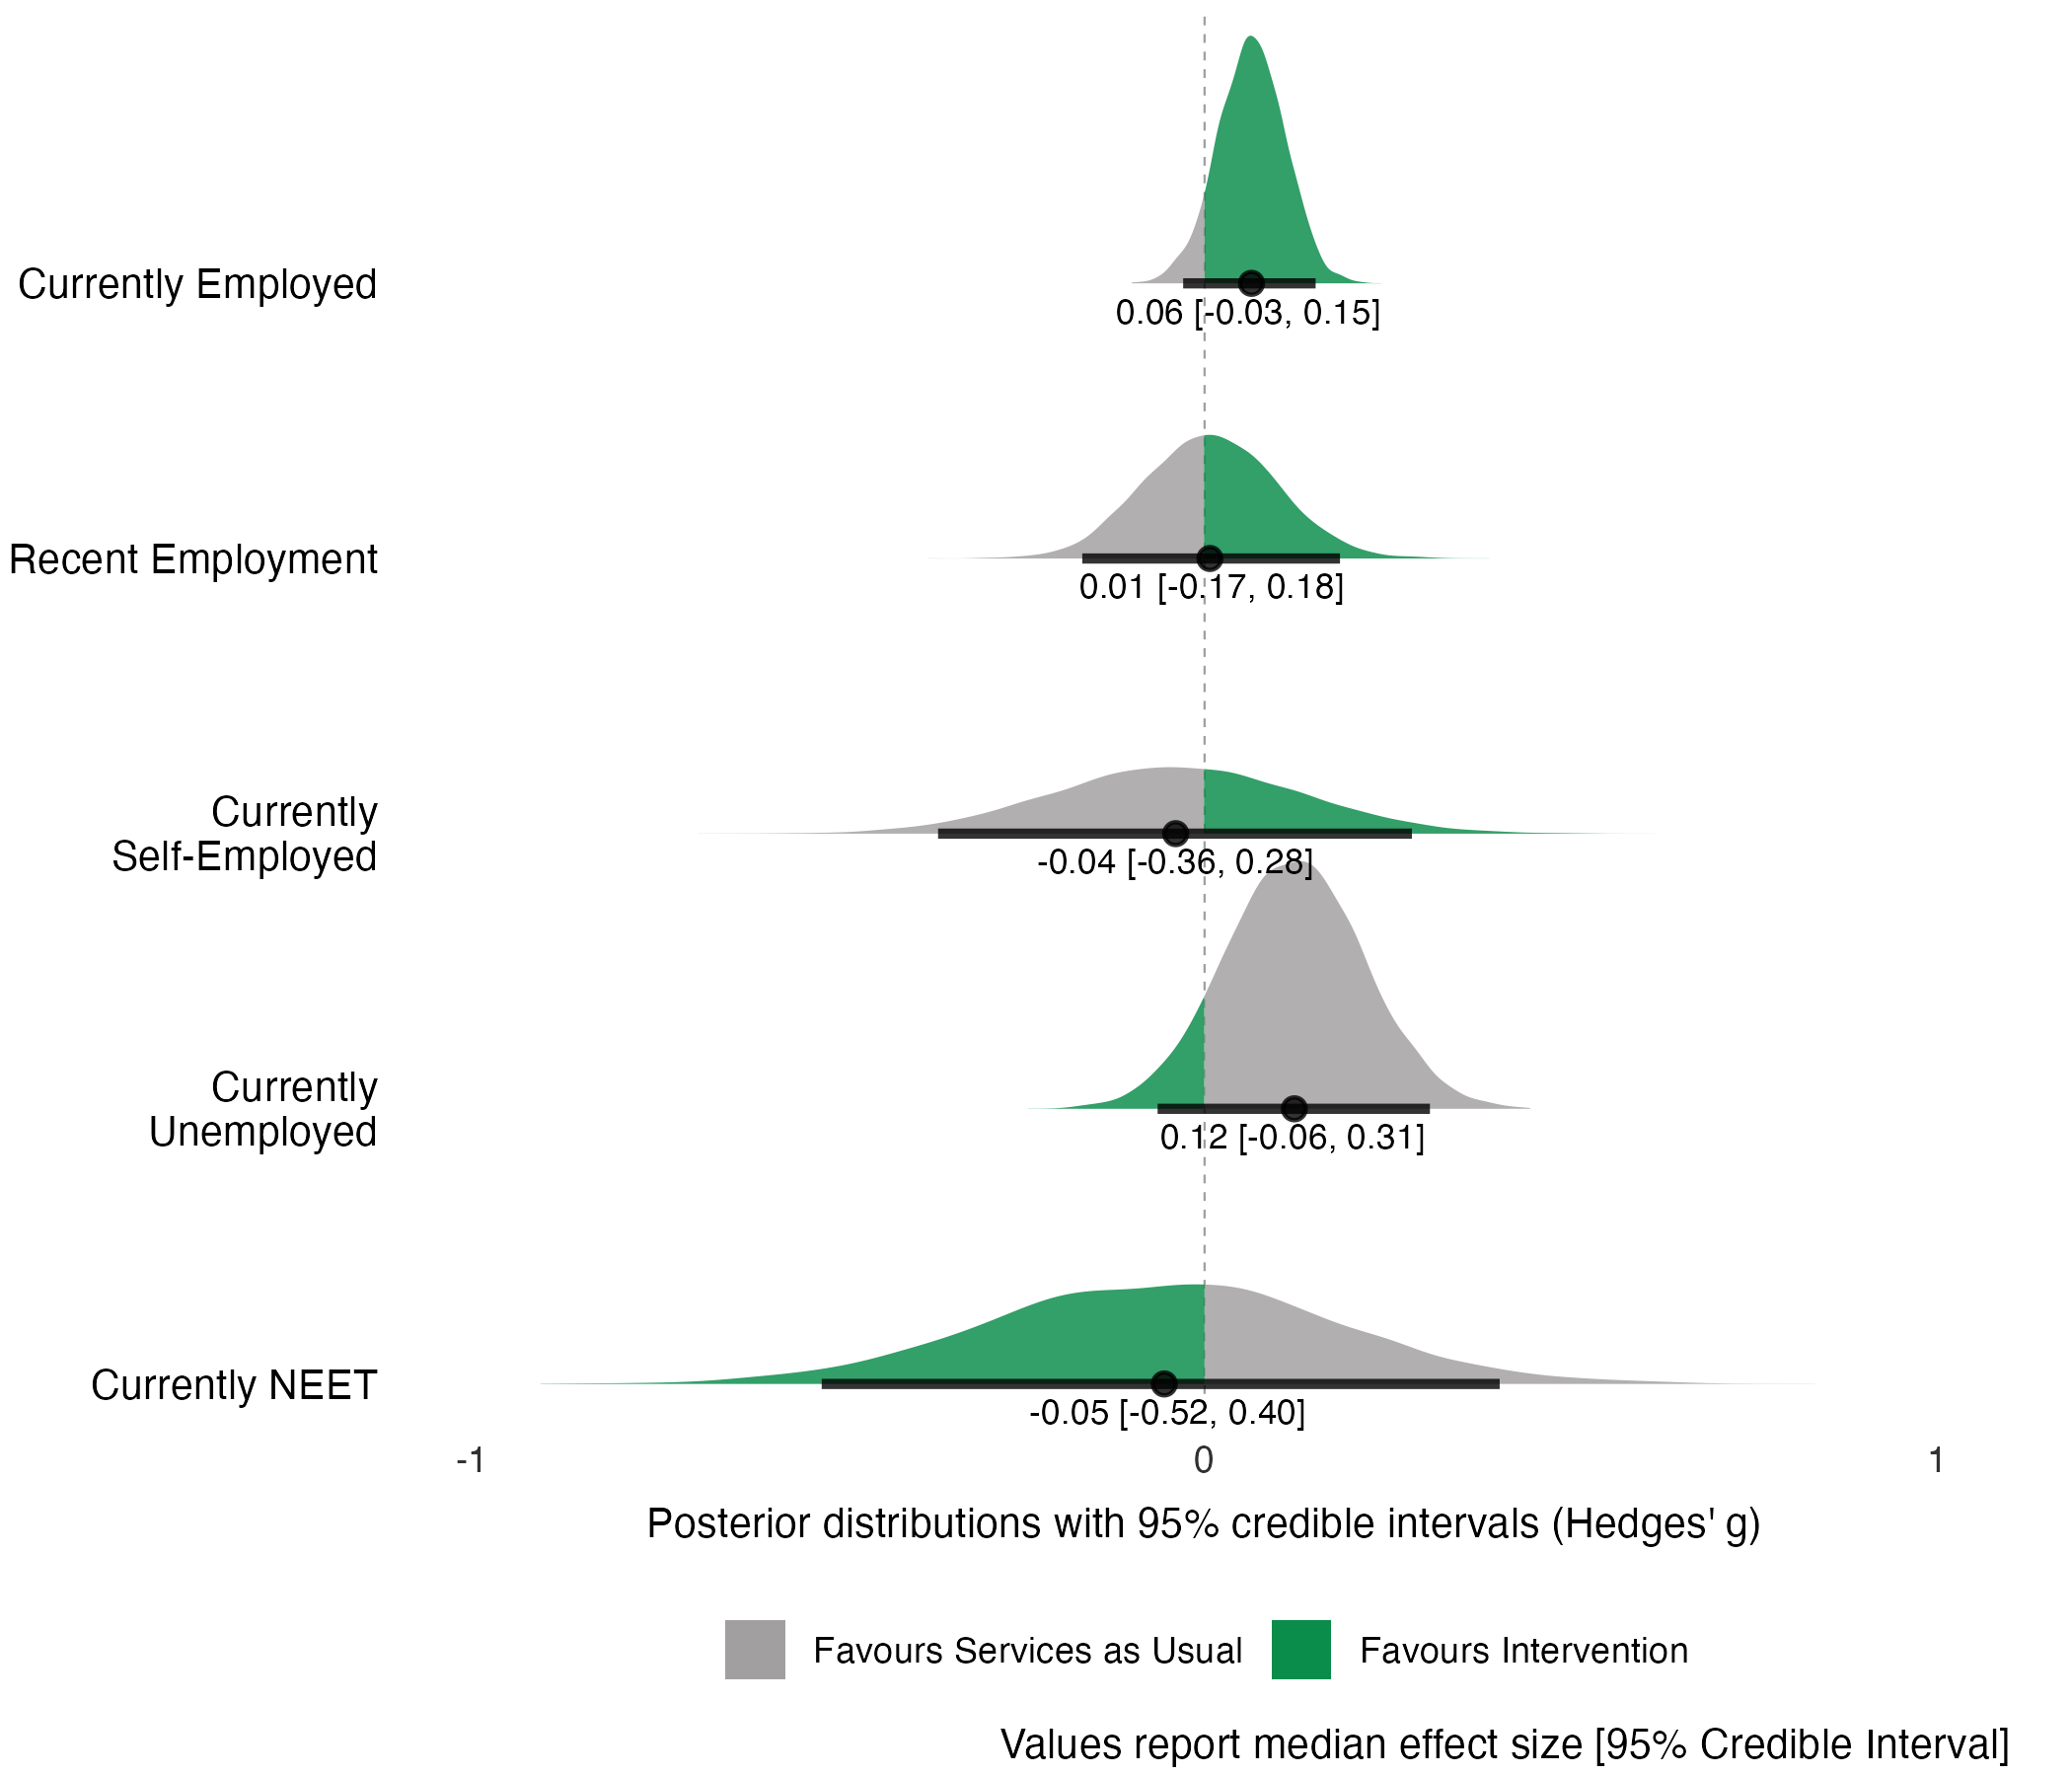 Currently Employed
0.06 [-0.03, 0.15]
Recent Employment
0.01 [-0.17, 0.18]
Currently
Self-Employed
-0.04 [-0.36, 0.28]
Currently
Unemployed
0.12 [-0.06, 0.31]
Currently NEET
-0.05 [-0.52, 0.40]
-1 0 1
Posterior distributions with 95% credible intervals (Hedges' g)
Favours Services as Usual Favours Intervention
Values report median effect size [95% Credible Interval]